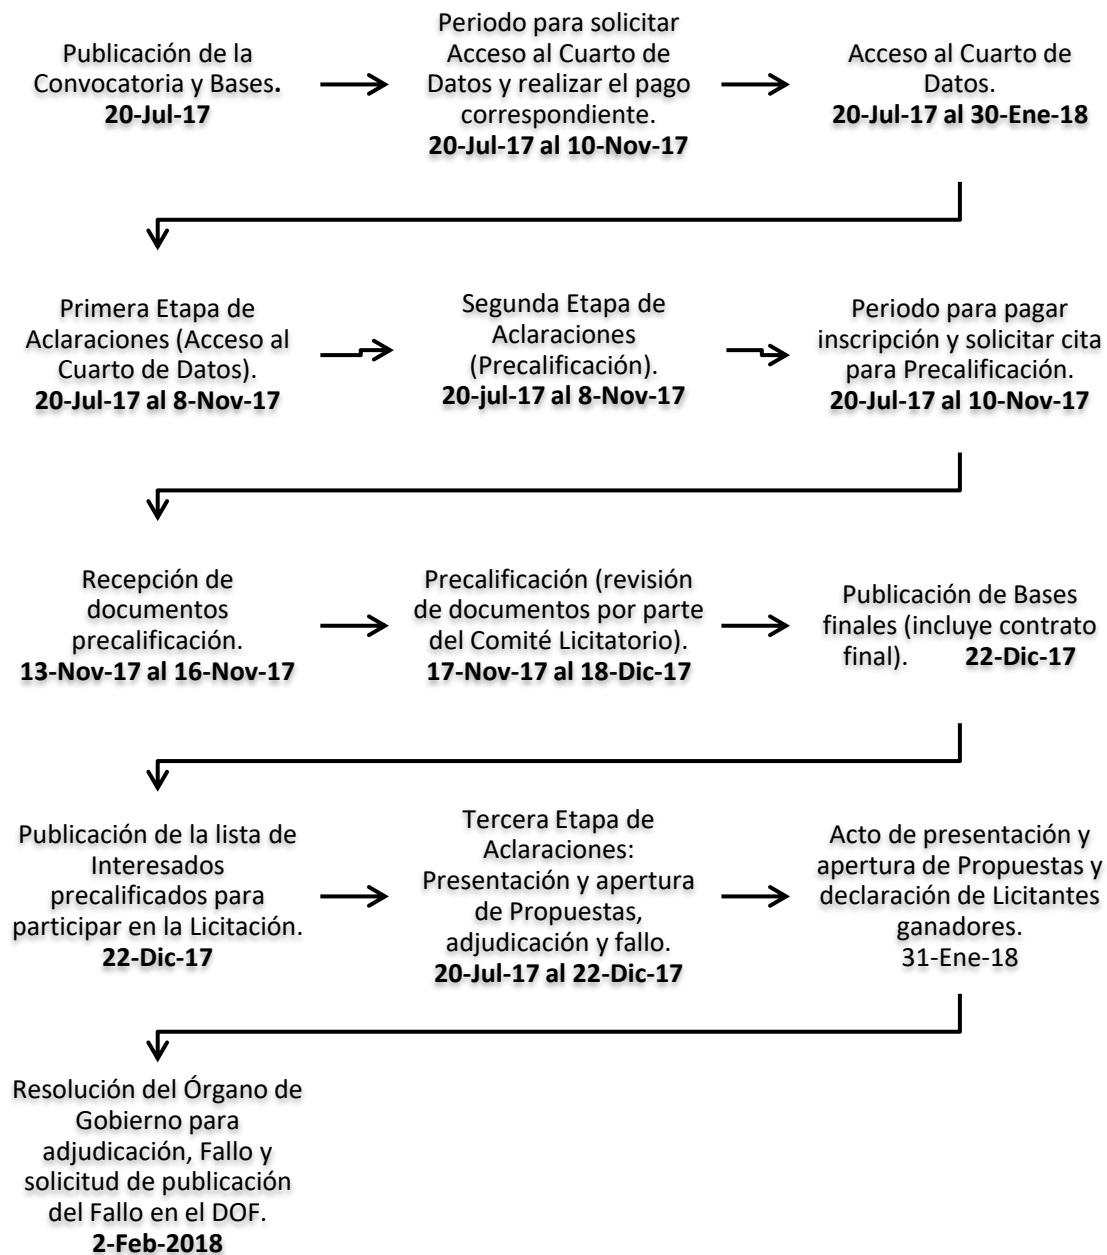 Publicación de la
Convocatoria y Bases.
20-Jul-17
Periodo para solicitar
Acceso al Cuarto de
Datos y realizar el pago
correspondiente.
20-Jul-17 al 10-Nov-17
Acceso al Cuarto de
Datos.
20-Jul-17 al 30-Ene-18
Primera Etapa de
Aclaraciones (Acceso al
Cuarto de Datos).
20-Jul-17 al 8-Nov-17
Segunda Etapa de
Aclaraciones
(Precalificación).
20-jul-17 al 8-Nov-17
Periodo para pagar
inscripción y solicitar cita
para Precalificación.
20-Jul-17 al 10-Nov-17
Recepción de
documentos
precalificación.
13-Nov-17 al 16-Nov-17
Precalificación (revisión
de documentos por parte
del Comité Licitatorio).
17-Nov-17 al 18-Dic-17
Publicación de Bases
finales (incluye contrato
final). 22-Dic-17
Publicación de la lista de
Interesados
precalificados para
participar en la Licitación.
22-Dic-17
Tercera Etapa de
Aclaraciones:
Presentación y apertura
de Propuestas,
adjudicación y fallo.
20-Jul-17 al 22-Dic-17
Acto de presentación y
apertura de Propuestas y
declaración de Licitantes
ganadores.
31-Ene-18
Resolución del Órgano de
Gobierno para
adjudicación, Fallo y
solicitud de publicación
del Fallo en el DOF.
2-Feb-2018